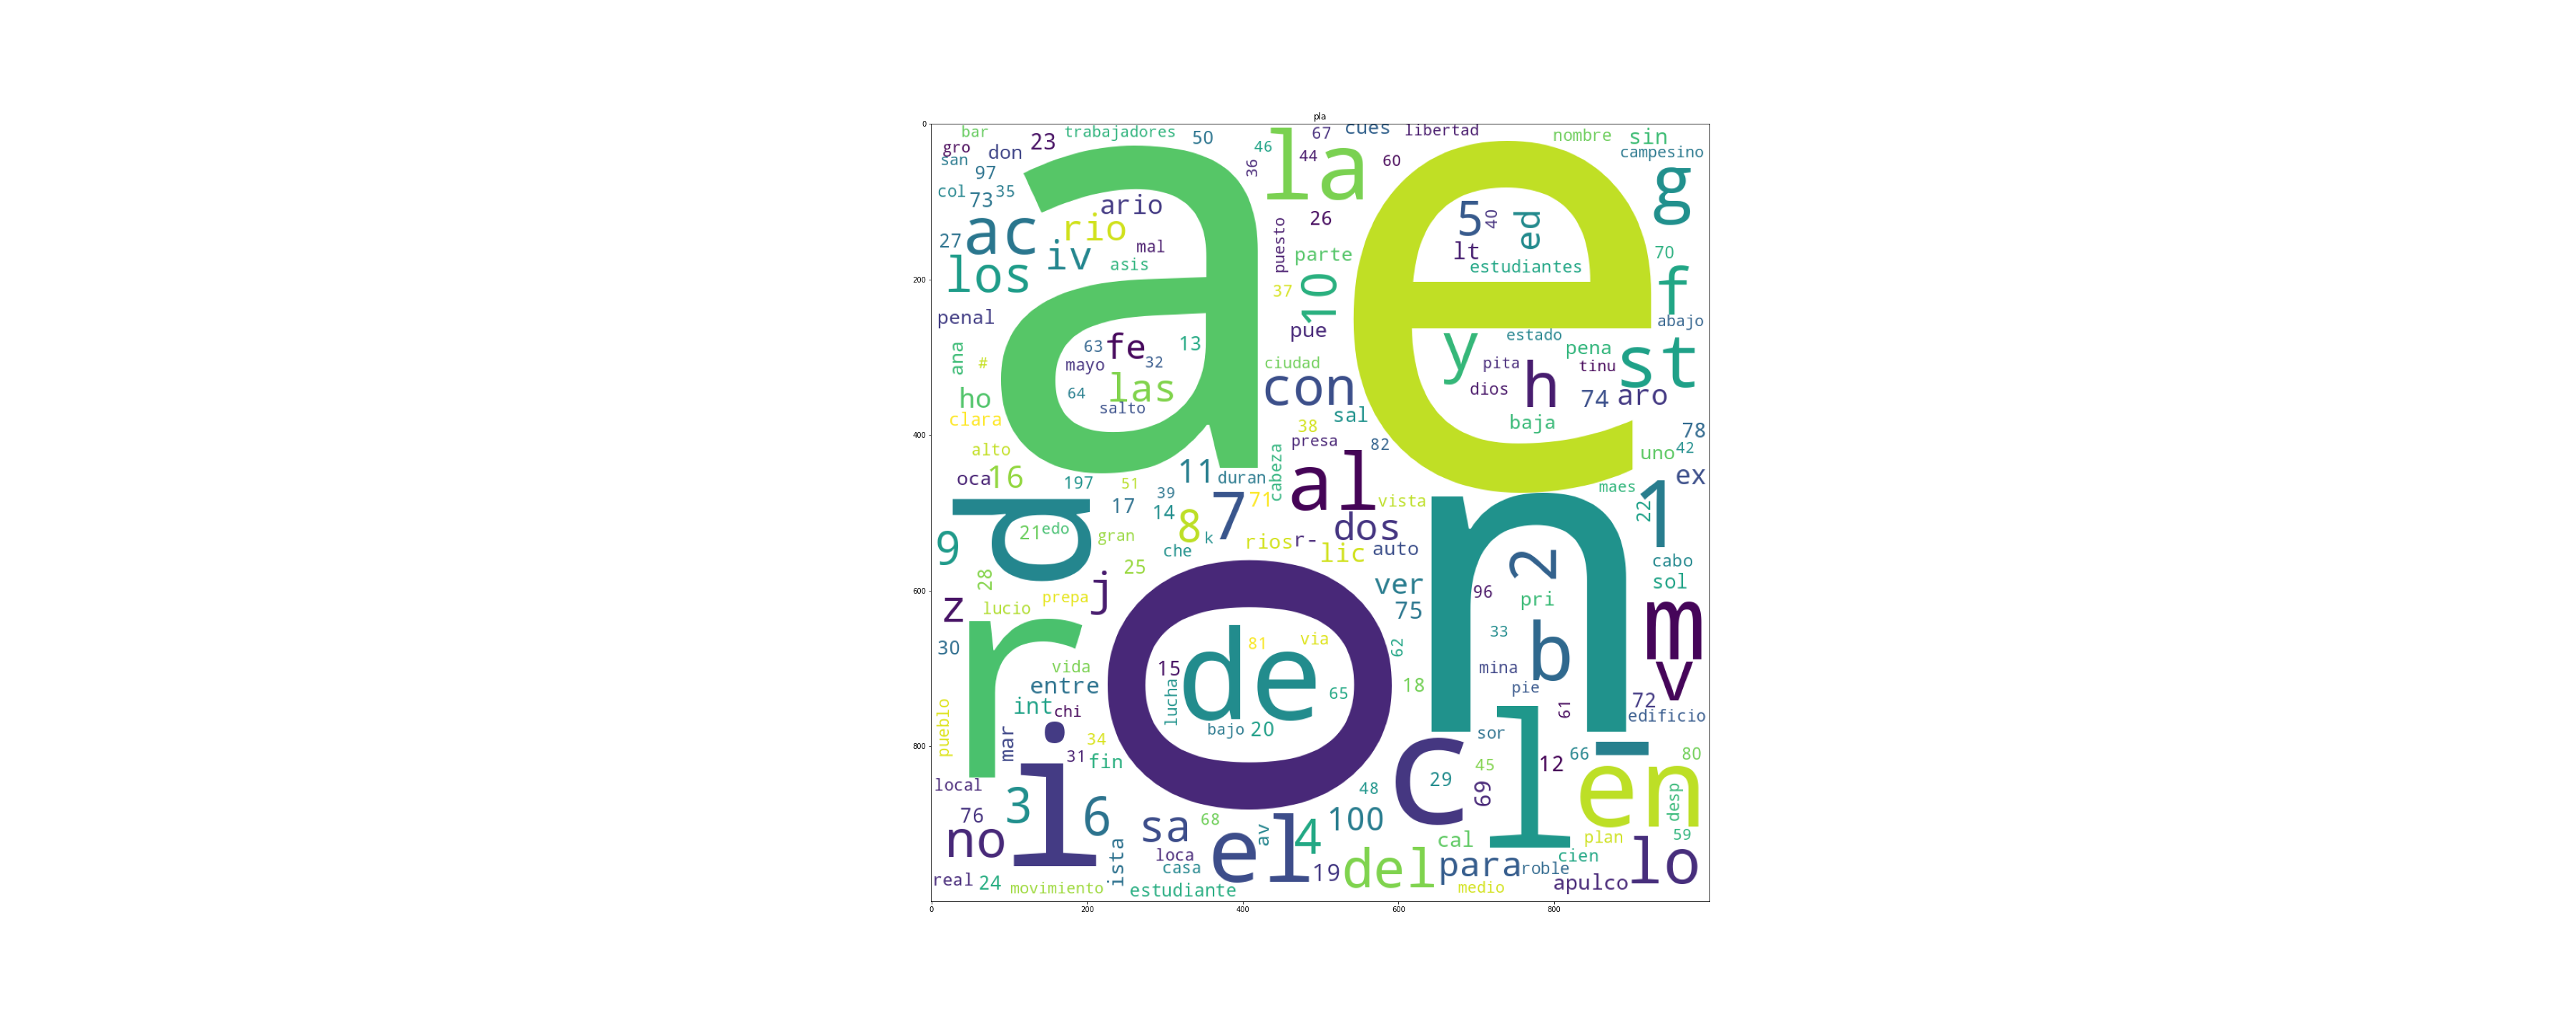 pla
0 bar 23 trabajadores 50 la 67 cues libertad nombre sin
gro san don 97 46 44 36 60 campesino
col 73 35 ario 26 5 40 ed g
27 ac rio iv mal puesto parte lt estudiantes 70
200 los asis 37 10 f
penal pue a e estado abajo
ana # 63 fe 32 13 mayo ciudad y pita pena tinu st
ho 64 las salto con dios h 74 aro
clara 38 sal baja
400 alto presa 82 uno 42 78
oca 16 197 51 11 duran cabeza al maes ex
39 17 14 8 7 71 vista 22 1
9 d 21 edo gran che k rios r- dos lic auto 2 cabo
28 25 j sol
600 z lucio prepa ver 75 96 pri m
30 r vida 15 de 81 via 62 33 b n
entre lucha 65 18 mina pie v
pueblo int chi bajo 20 o 61 72 edificio
800 mar i 31 34 fin c sor 45 12 66 _ 80
local 3 48 29 69 l en desp
76 no 6 sa 68 el av 4 100 cal plan 59
real 24 movimiento ista loca casa estudiante 19 del para medio roble cien apulco lo
0 200 400 600 800